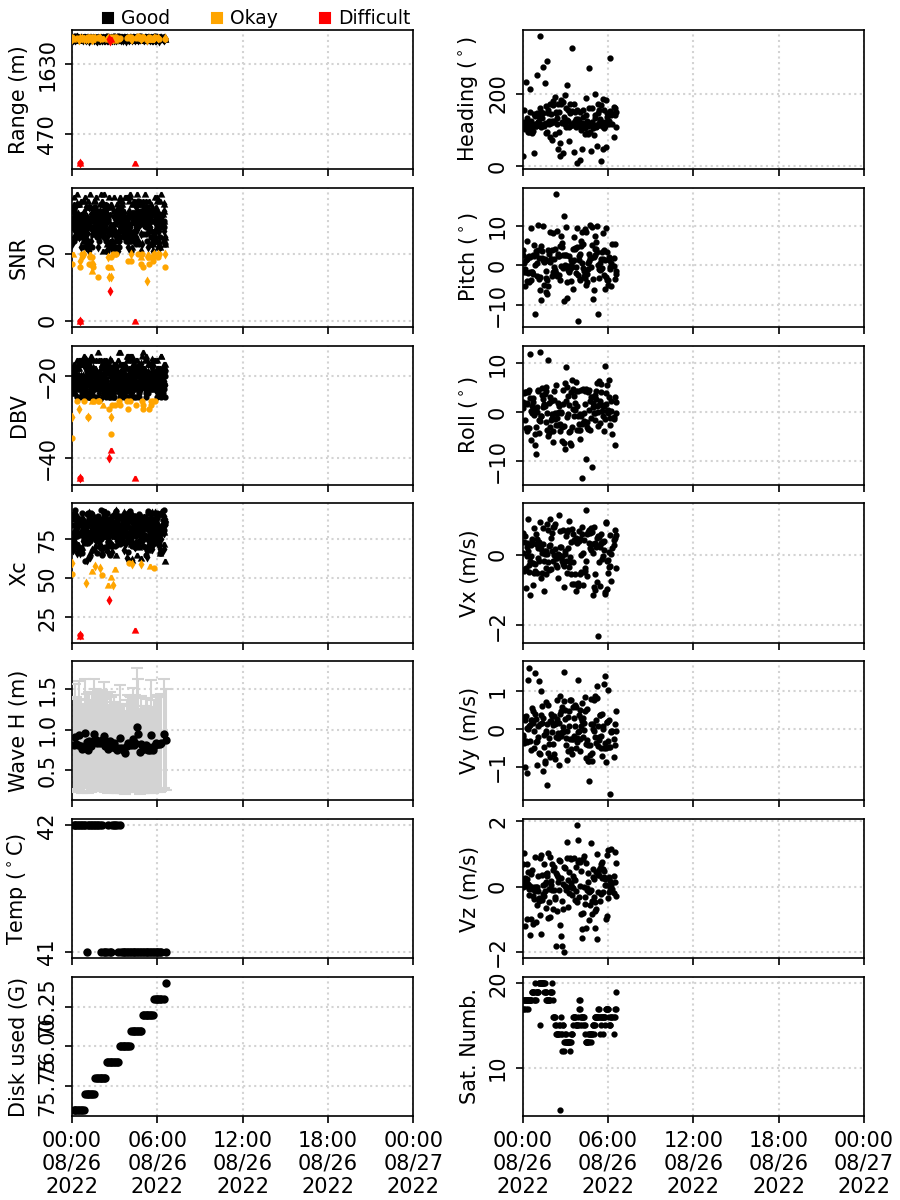 Good Okay Difficult
Range (m)
1630
470
Heading (°)
200
0
SNR
20
0
Pitch (°)
10
0
−10
DBV
−20
−40
Roll (°)
10
0
−10
Xc
75
50
25
Vx (m/s)
0
−2
Wave H (m)
1.5
1.0
0.5
Vy (m/s)
1
0
−1
Temp (°C)
42
41
Vz (m/s)
2
0
−2
Disk used (G)
76.25
76.00
75.75
Sat. Numb.
20
10
00:00 06:00 12:00 18:00 00:00
08/26 08/26 08/26 08/26 08/27
2022 2022 2022 2022 2022
00:00 06:00 12:00 18:00 00:00
08/26 08/26 08/26 08/26 08/27
2022 2022 2022 2022 2022